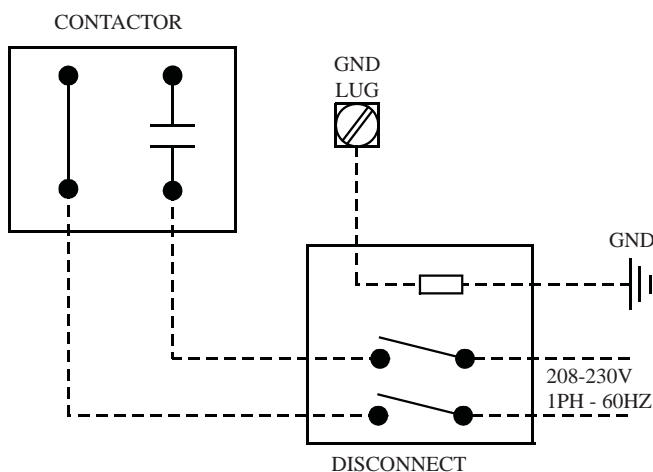 CONTACTOR
GND
LUG
GND
208-230V
1PH - 60HZ
DISCONNECT